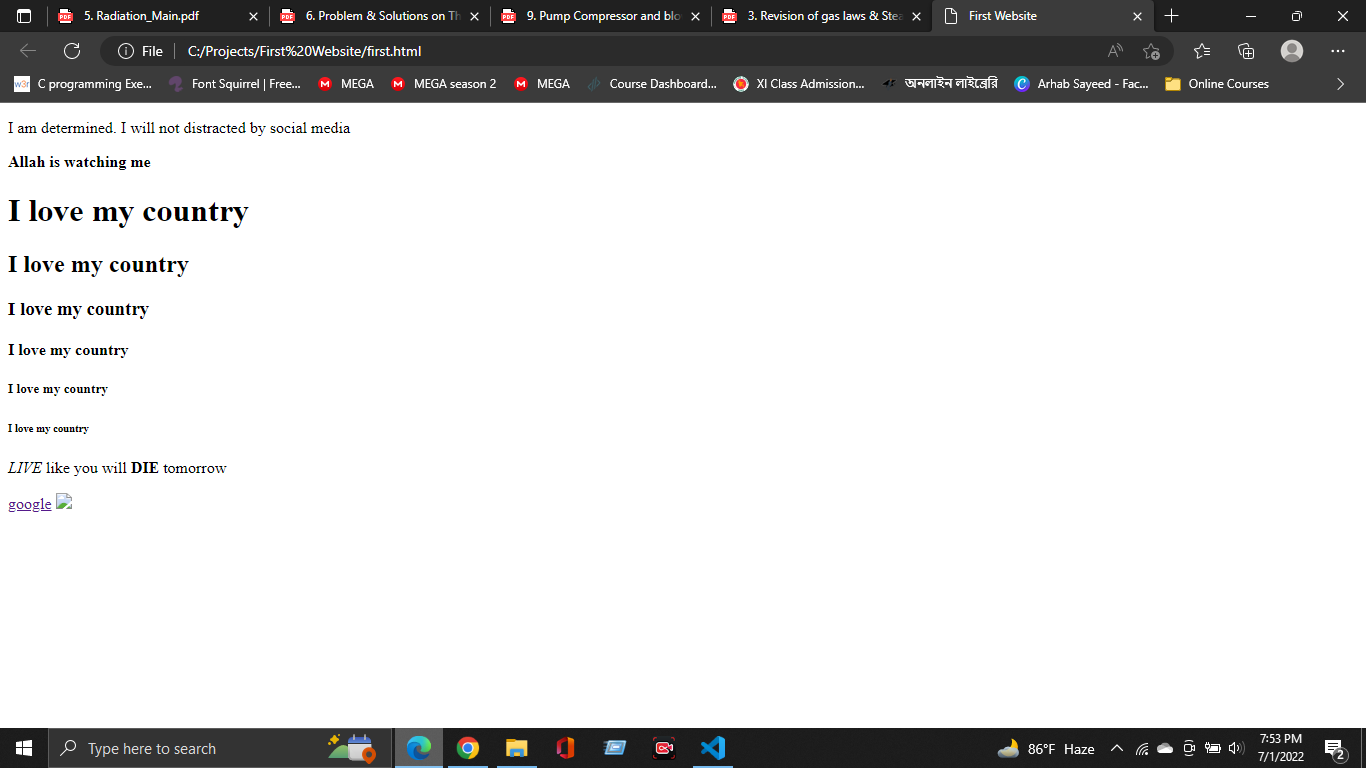 5. Radiation_Main.pdf
6. Problem & Solutions on Th
9. Pump Compressor and blo
3. Revision of gas laws & Stea
First Website
File
C:/Projects/First%20Website/first.html
C programming Exe...
Font Squirrel | Free...
MEGA
MEGA season 2
MEGA
Course Dashboard...
XI Class Admission...
অনলাইন লাইব্রেরি
Arhab Sayeed - Fac...
Online Courses
I am determined. I will not distracted by social media
Allah is watching me
I love my country
I love my country
I love my country
I love my country
I love my country
I love my country
LIVE like you will DIE tomorrow
google
Type here to search
86°F Haze
7:53 PM
7/1/2022
2